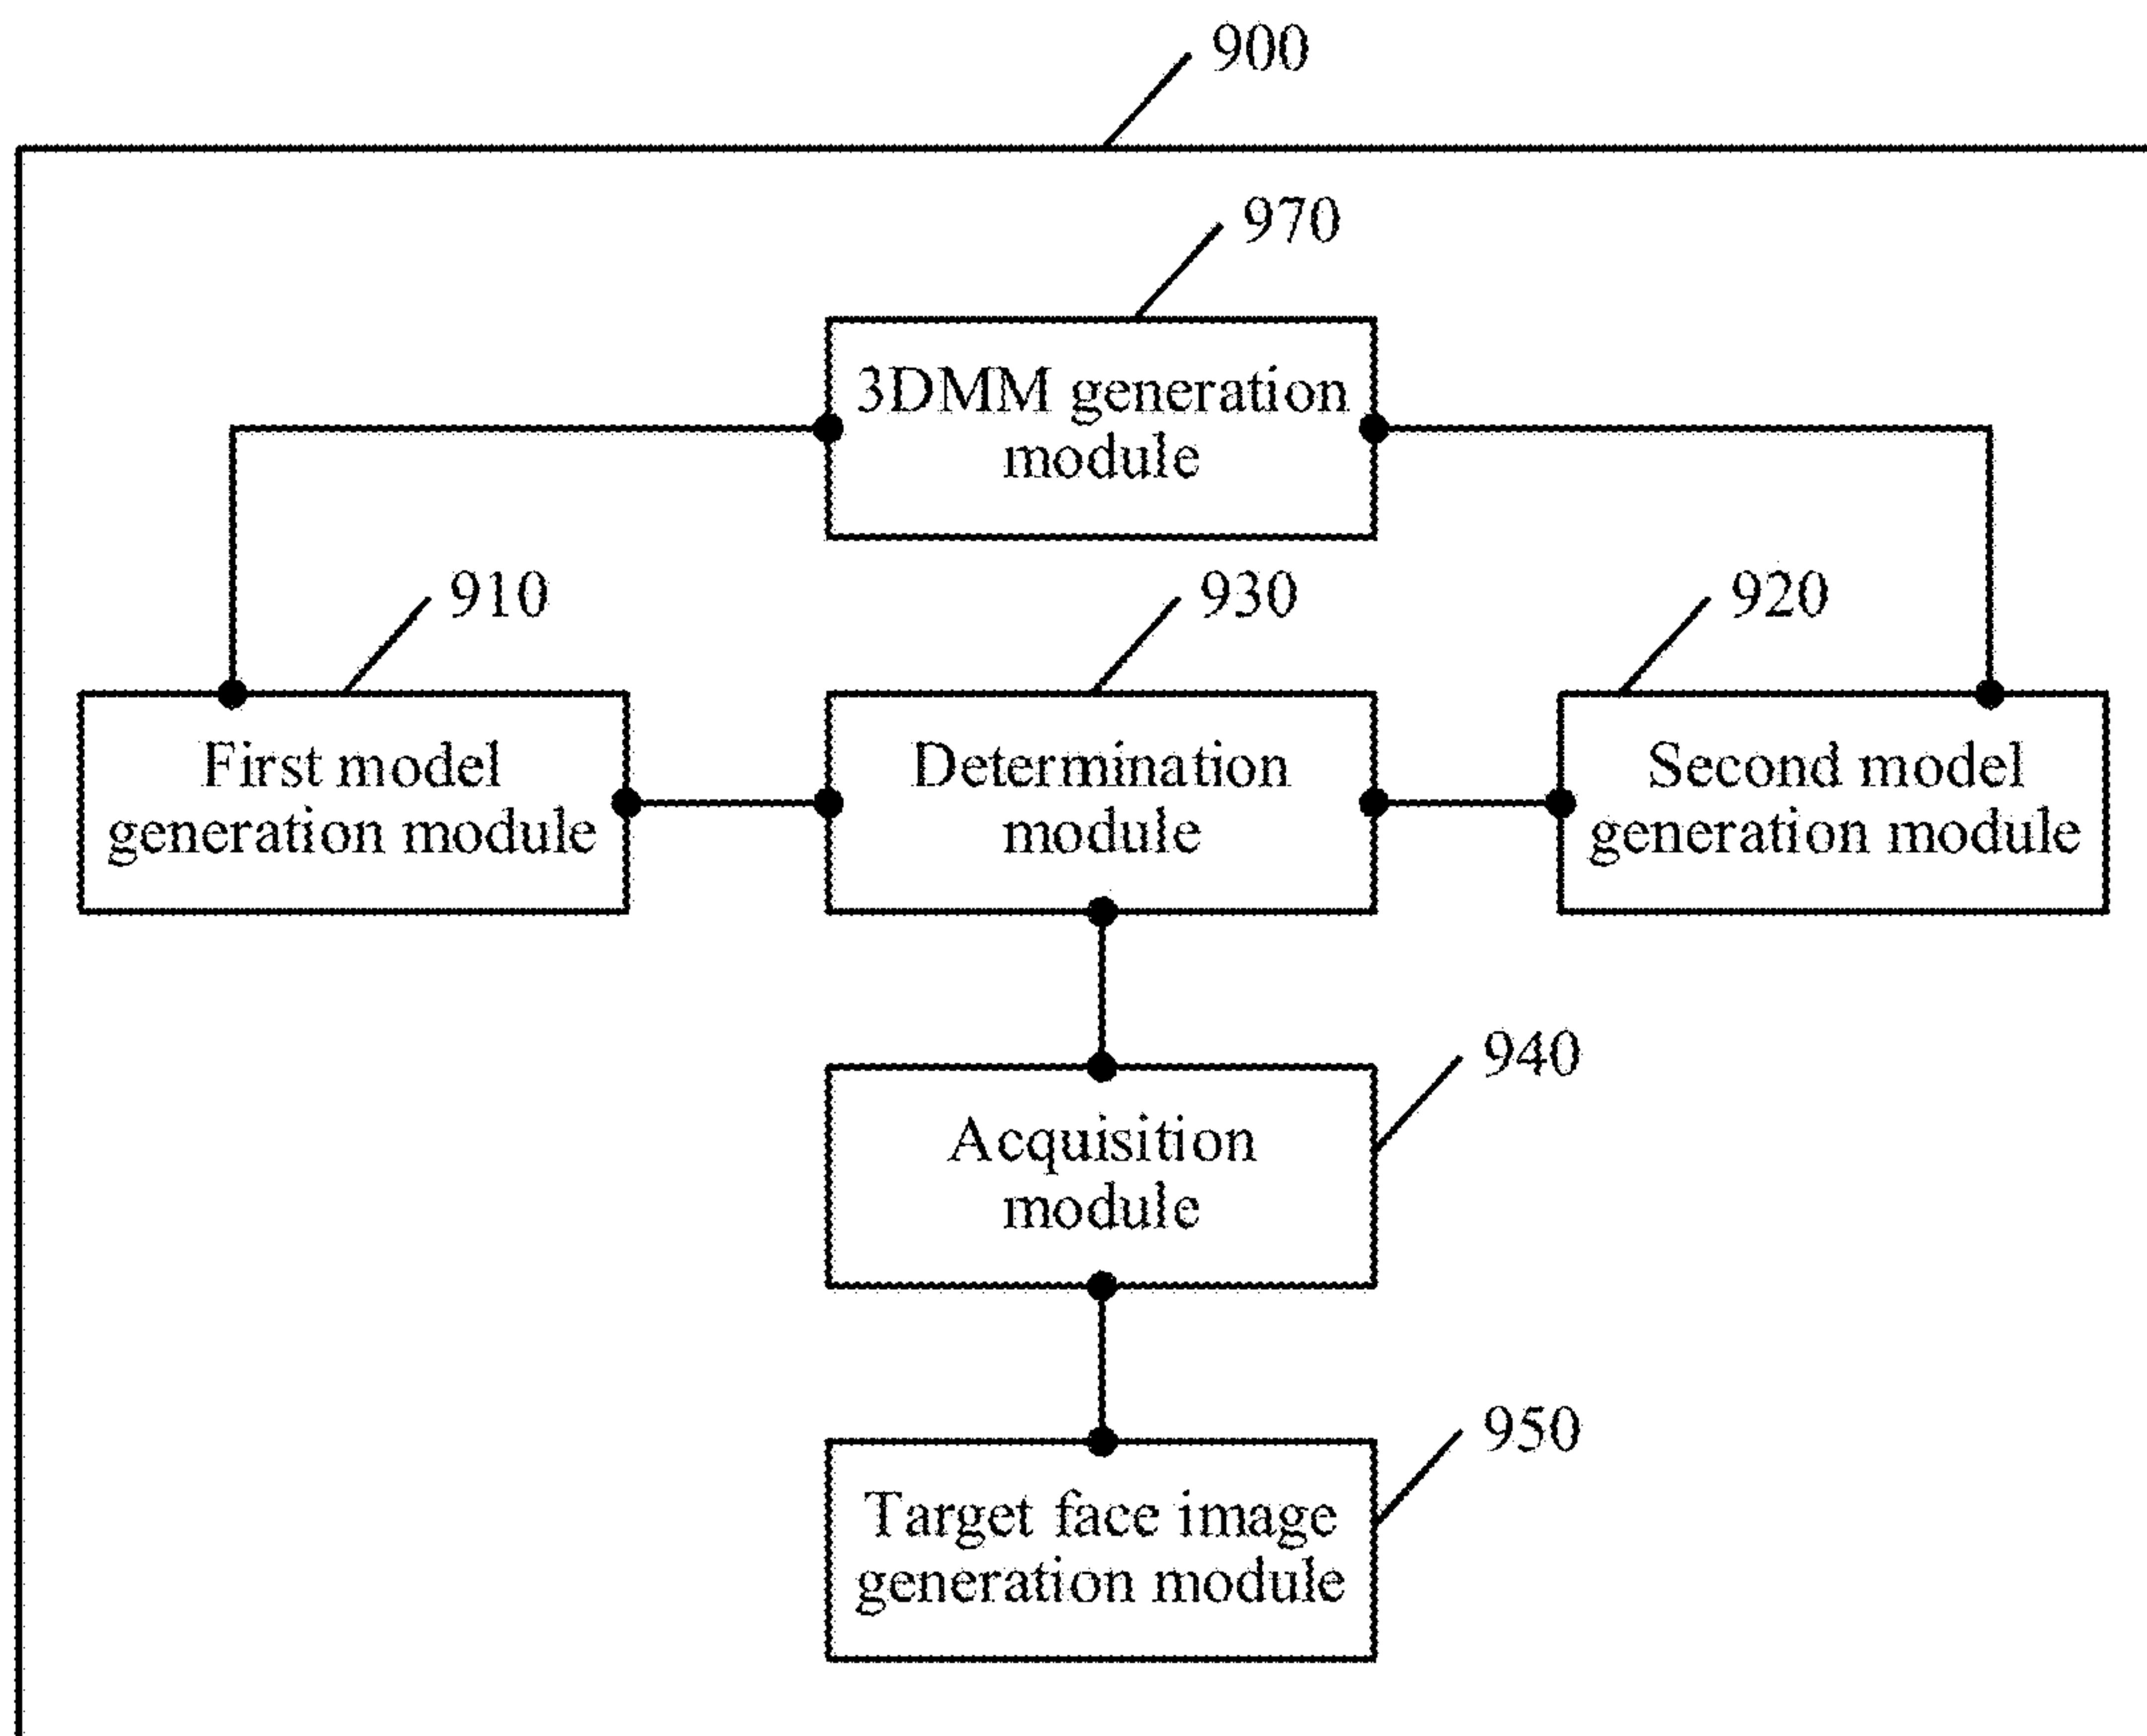 900
970
3DMM generation
module
910
930
920
First model
generation module
Determination
module
Second model
generation module
940
Acquisition
module
950
Target face image
generation module